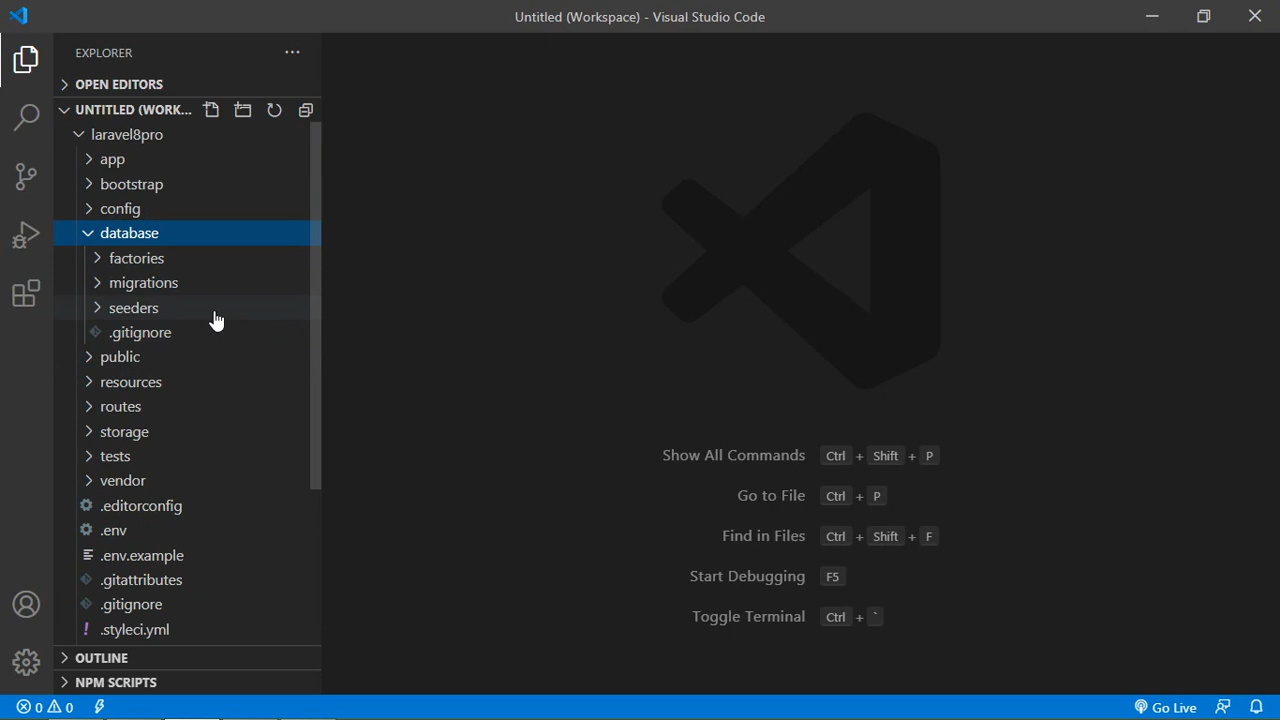 Untitled (Workspace) - Visual Studio Code
EXPLORER
OPEN EDITORS
UNTITLED (WORK...
laravel8pro
app
bootstrap
config
database
factories
migrations
seeders
.gitignore
public
resources
routes
storage
tests
vendor
.editorconfig
.env
.env.example
.gitattributes
.gitignore
.styleci.yml
OUTLINE
NPM SCRIPTS
Show All Commands Ctrl + Shift + P
Go to File Ctrl + P
Find in Files Ctrl + Shift + F
Start Debugging F5
Toggle Terminal Ctrl + `
0 0
Go Live